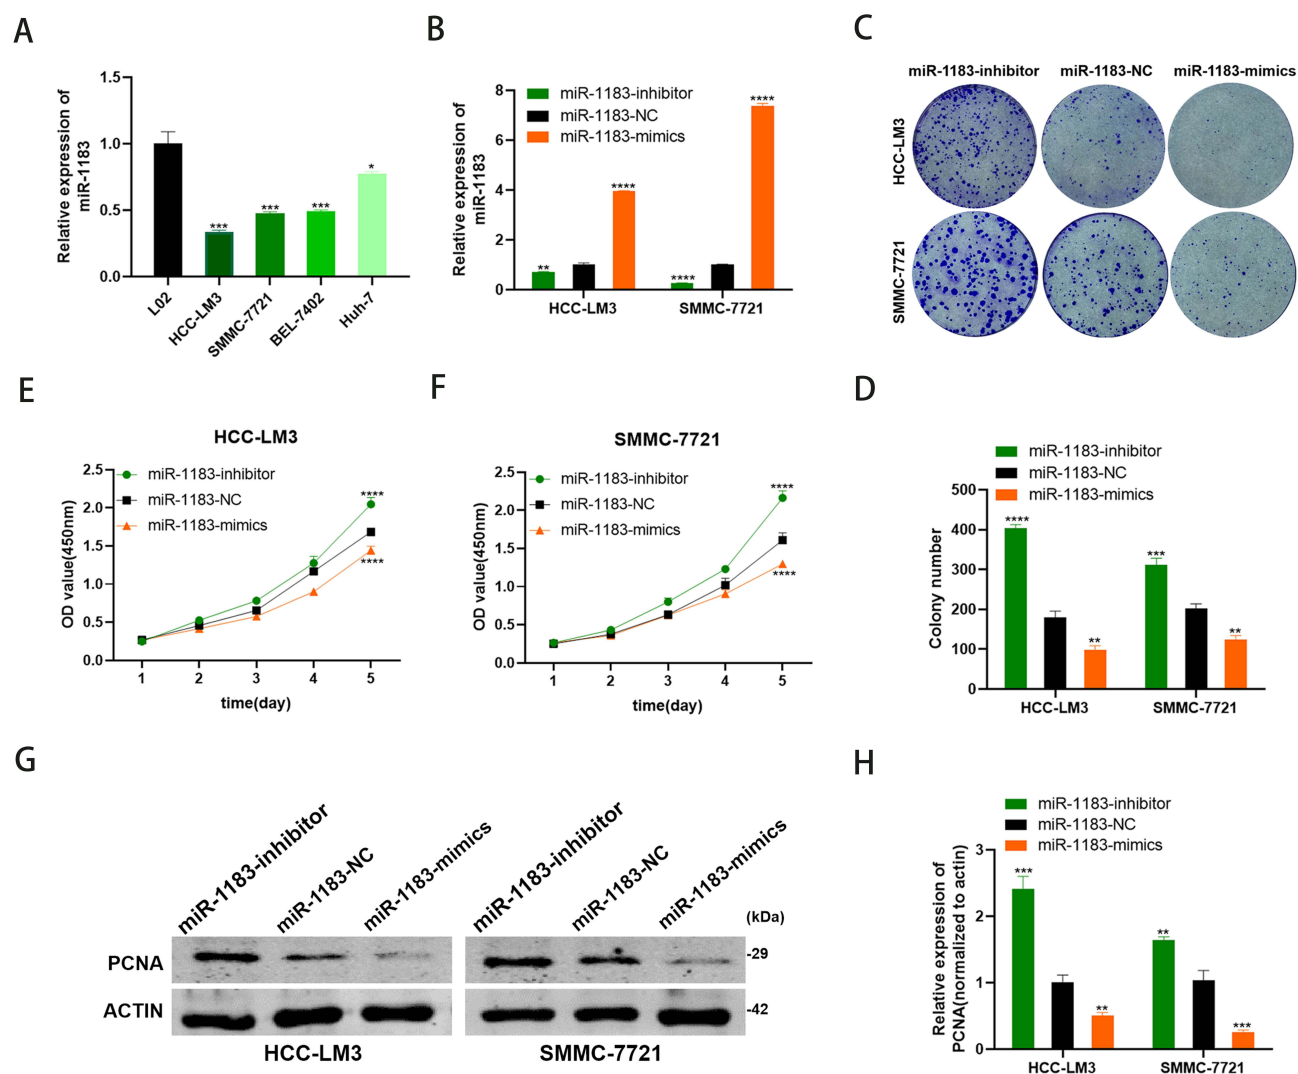 A
Relative expression of
miR-1183
1.5
1.0
0.5
0.0
***
***
***
*
L02
HCC-LM3
SMMC-7721
BEL-7402
Huh-7
B
Relative expression of
miR-1183
8
6
4
2
0
miR-1183-inhibitor
miR-1183-NC
miR-1183-mimics
**
****
****
****
HCC-LM3
SMMC-7721
C
miR-1183-inhibitor
miR-1183-NC
miR-1183-mimics
HCC-LM3
SMMC-7721
E
HCC-LM3
OD value(450nm)
2.5
2.0
1.5
1.0
0.5
0.0
miR-1183-inhibitor
miR-1183-NC
miR-1183-mimics
****
****
1 2 3 4 5
time(day)
F
SMMC-7721
OD value(450nm)
2.5
2.0
1.5
1.0
0.5
0.0
miR-1183-inhibitor
miR-1183-NC
miR-1183-mimics
****
****
1 2 3 4 5
time(day)
D
miR-1183-inhibitor
miR-1183-NC
miR-1183-mimics
Colony number
500
400
300
200
100
0
****
**
***
**
HCC-LM3
SMMC-7721
G
miR-1183-inhibitor
miR-1183-NC
miR-1183-mimics
miR-1183-inhibitor
miR-1183-NC
miR-1183-mimics
(kDa)
PCNA
-29
ACTIN
-42
HCC-LM3
SMMC-7721
H
miR-1183-inhibitor
miR-1183-NC
miR-1183-mimics
Relative expression of
PCNA(normalized to actin)
3
2
1
0
***
**
**
***
HCC-LM3
SMMC-7721